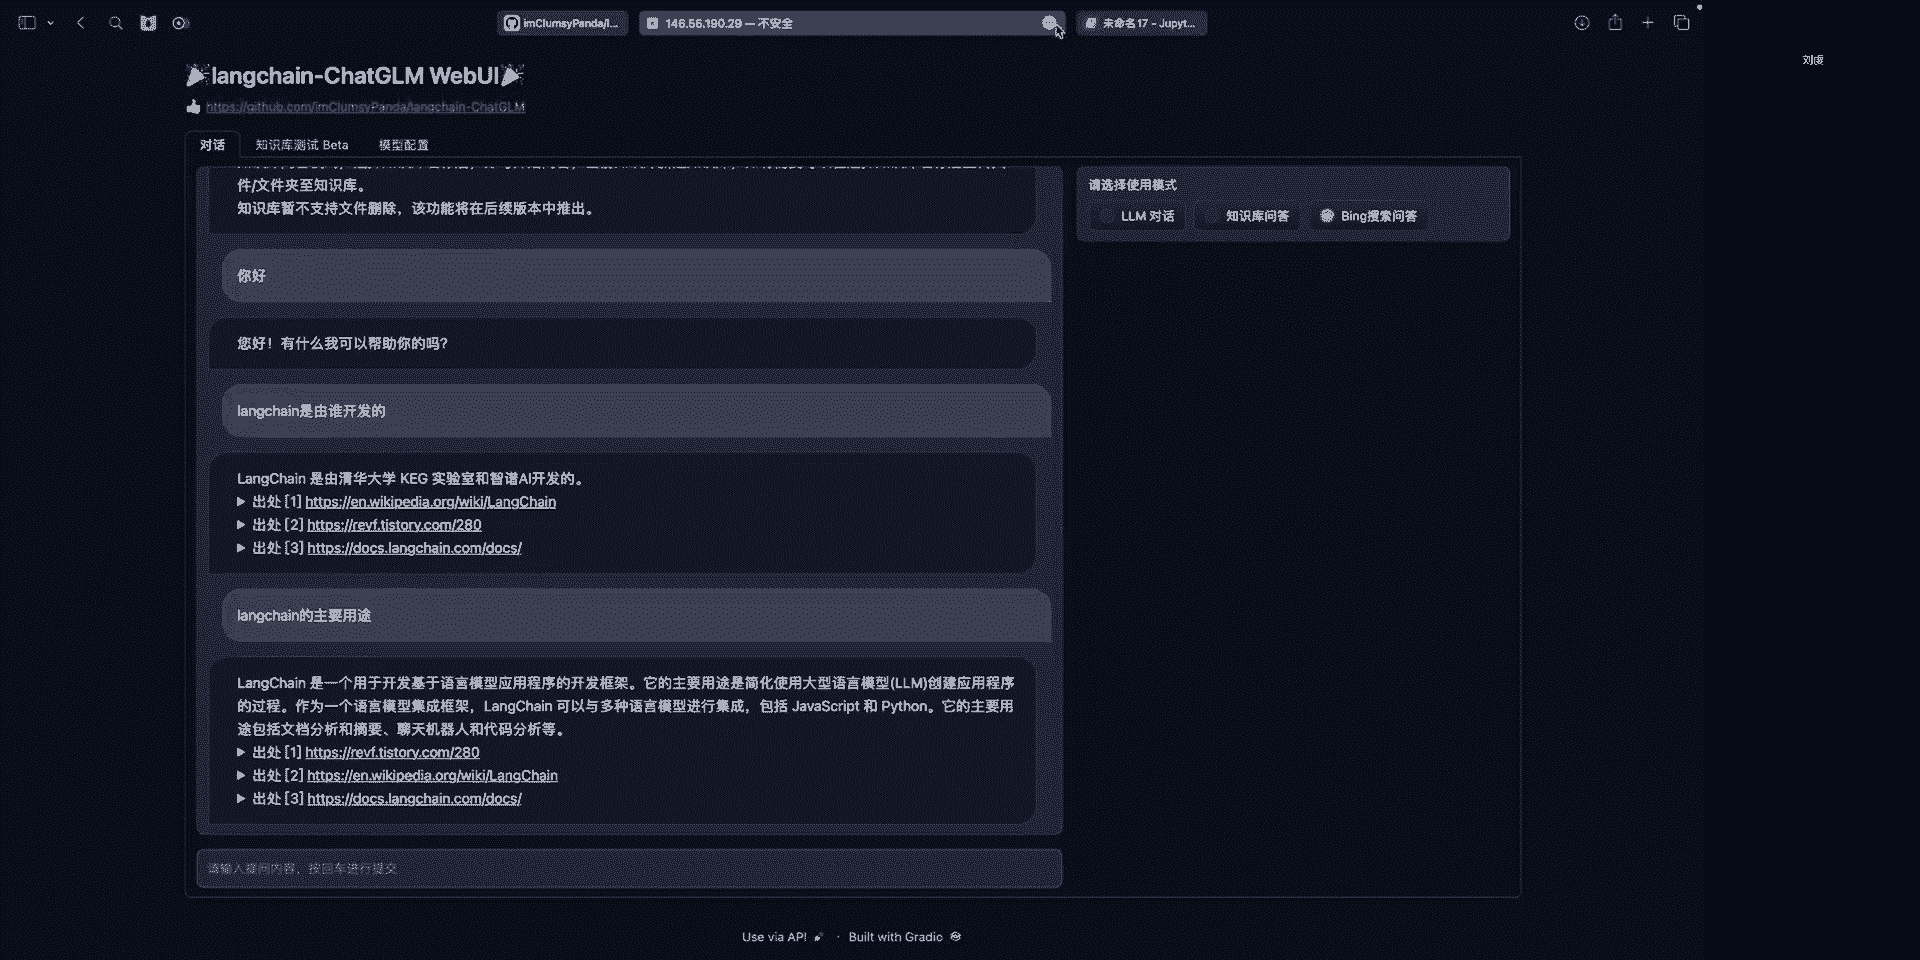 imClumsyPanda/l...
146.56.190.29 — 不安全
未命名17 - Jupyt...
刘虔
🎉langchain-ChatGLM WebUI🎉
👍 https://github.com/imClumsyPanda/langchain-ChatGLM
对话 知识库测试 Beta 模型配置
件/文件夹至知识库。
知识库暂不支持文件删除，该功能将在后续版本中推出。
请选择使用模式
LLM 对话 知识库问答 Bing搜索问答
你好
您好！有什么我可以帮助你的吗?
langchain是由谁开发的
LangChain 是由清华大学 KEG 实验室和智谱AI开发的。
▶ 出处 [1] https://en.wikipedia.org/wiki/LangChain
▶ 出处 [2] https://revf.tistory.com/280
▶ 出处 [3] https://docs.langchain.com/docs/
langchain的主要用途
LangChain 是一个用于开发基于语言模型应用程序的开发框架。它的主要用途是简化使用大型语言模型(LLM)创建应用程序
的过程。作为一个语言模型集成框架，LangChain 可以与多种语言模型进行集成，包括 JavaScript 和 Python。它的主要用
途包括文档分析和摘要、聊天机器人和代码分析等。
▶ 出处 [1] https://revf.tistory.com/280
▶ 出处 [2] https://en.wikipedia.org/wiki/LangChain
▶ 出处 [3] https://docs.langchain.com/docs/
请输入提问内容，按回车进行提交
Use via API 🚀 · Built with Gradio